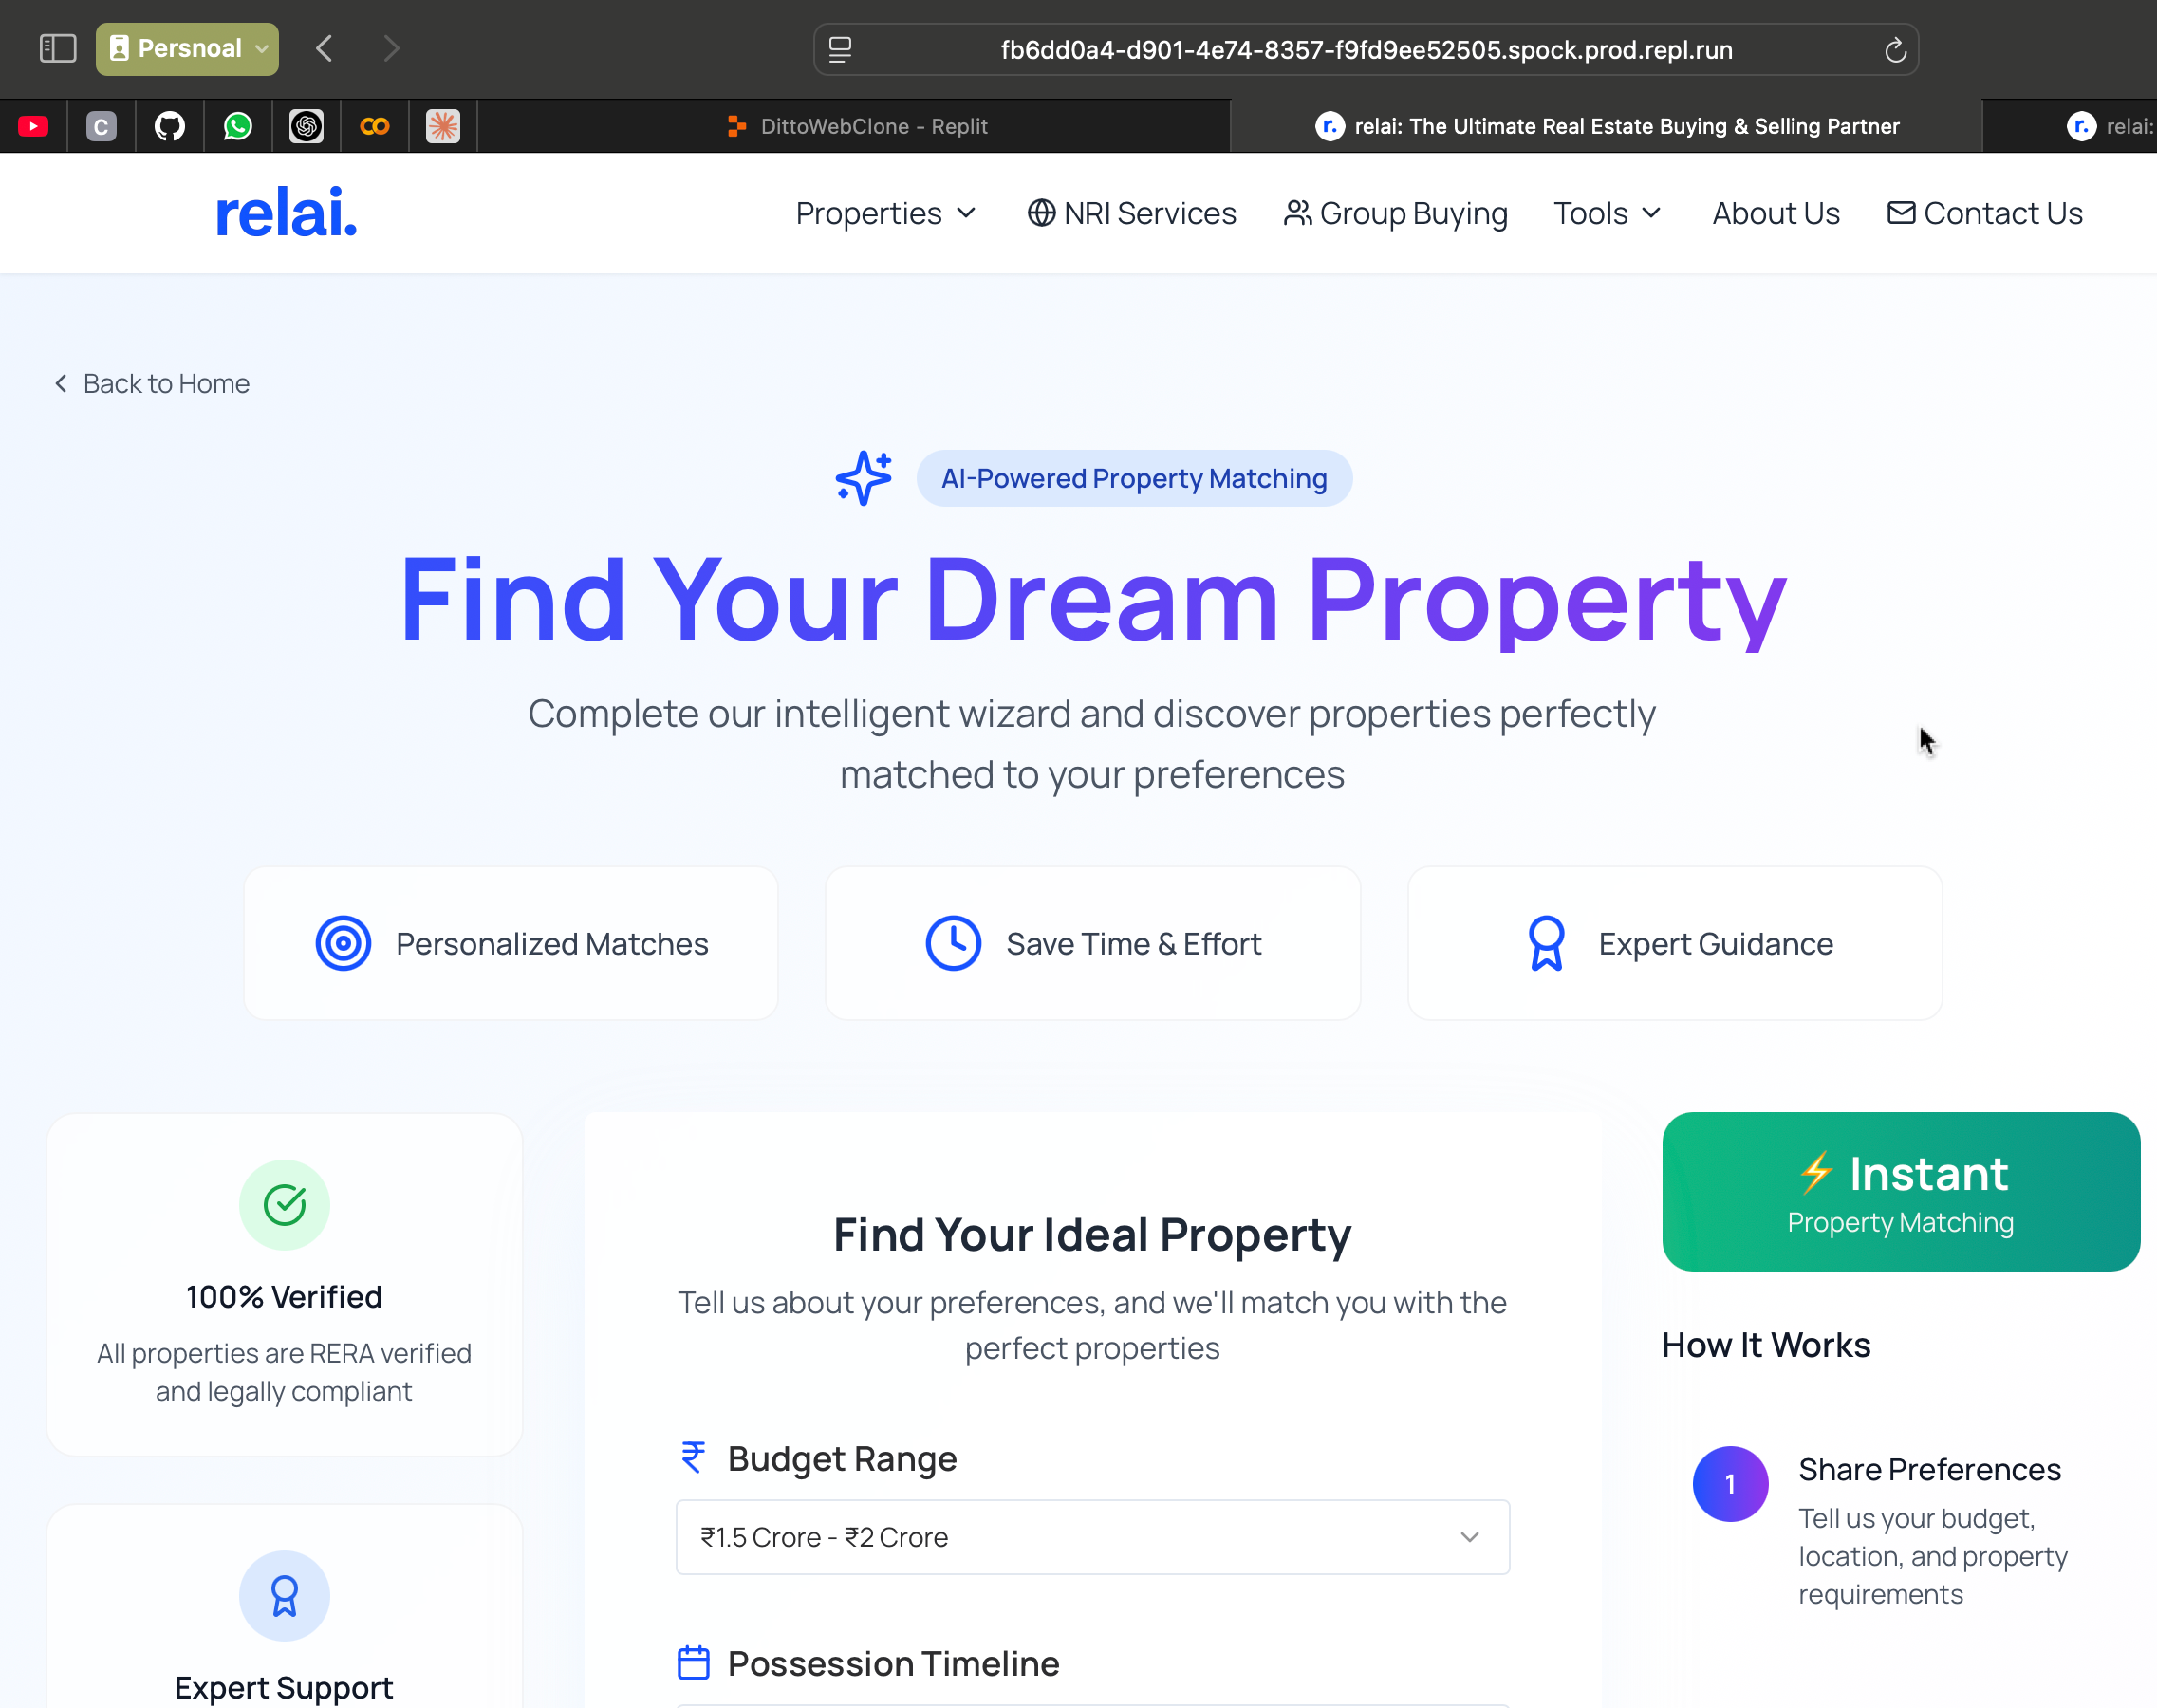 Persnoal
fb6dd0a4-d901-4e74-8357-f9fd9ee52505.spock.prod.repl.run
C
DittoWebClone - Replit
r. relai: The Ultimate Real Estate Buying & Selling Partner
r. relai:
relai.
Properties
NRI Services
Group Buying
Tools
About Us
Contact Us
Back to Home
AI-Powered Property Matching
Find Your Dream Property
Complete our intelligent wizard and discover properties perfectly
matched to your preferences
Personalized Matches
Save Time & Effort
Expert Guidance
100% Verified
All properties are RERA verified
and legally compliant
Expert Support
Find Your Ideal Property
Tell us about your preferences, and we'll match you with the
perfect properties
₹ Budget Range
₹1.5 Crore - ₹2 Crore
Possession Timeline
⚡ Instant
Property Matching
How It Works
1
Share Preferences
Tell us your budget,
location, and property
requirements